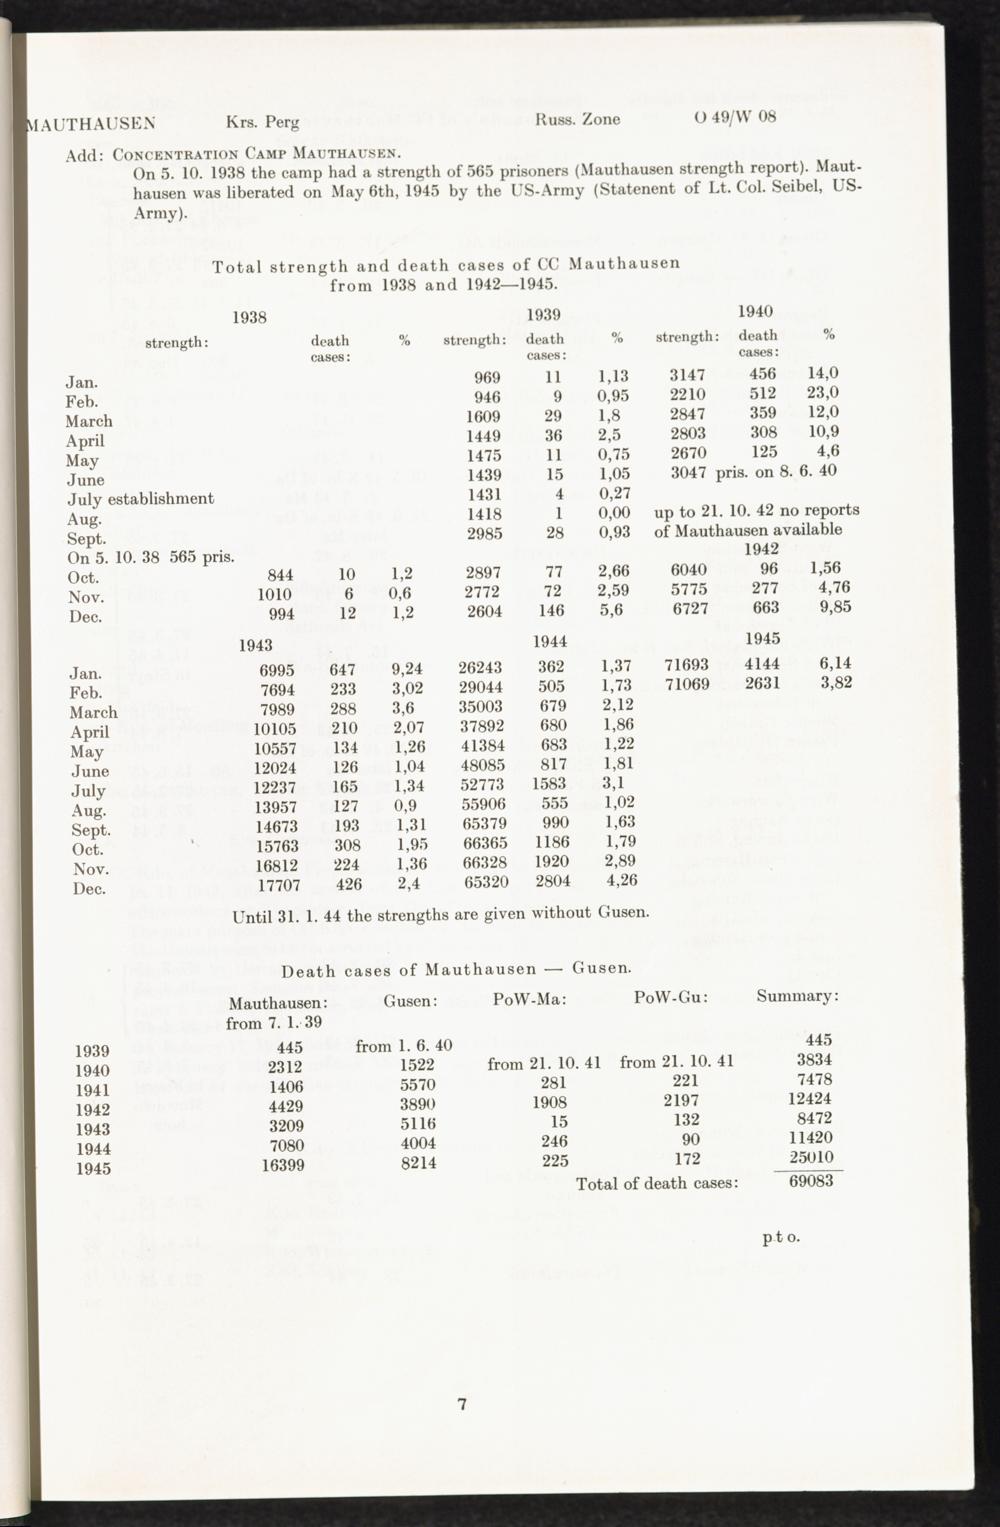 MAUTHAUSEN Krs. Perg Russ. Zone O 49/W 08
Add: CONCENTRATION CAMP MAUTHAUSEN.
On 5. 10. 1938 the camp had a strength of 565 prisoners (Mauthausen strength report). Maut-
hausen was liberated on May 6th, 1945 by the US-Army (Statenent of Lt. Col. Seibel, US-
Army).
Total strength and death cases of CC Mauthausen
from 1938 and 1942—1945.
1938 1939 1940
strength: death % strength: death % strength: death %
cases: cases: cases:
Jan. 969 11 1,13 3147 456 14,0
Feb. 946 9 0,95 2210 512 23,0
March 1609 29 1,8 2847 359 12,0
April 1449 36 2,5 2803 308 10,9
May 1475 11 0,75 2670 125 4,6
June 1439 15 1,05 3047 pris. on 8. 6. 40
July establishment 1431 4 0,27
Aug. 1418 1 0,00 up to 21. 10. 42 no reports
Sept. 2985 28 0,93 of Mauthausen available
On 5. 10. 38 565 pris. 1942
Oct. 844 10 1,2 2897 77 2,66 6040 96 1,56
Nov. 1010 6 0,6 2772 72 2,59 5775 277 4,76
Dec. 994 12 1,2 2604 146 5,6 6727 663 9,85
1943 1944 1945
Jan. 6995 647 9,24 26243 362 1,37 71693 4144 6,14
Feb. 7694 233 3,02 29044 505 1,73 71069 2631 3,82
March 7989 288 3,6 35003 679 2,12
April 10105 210 2,07 37892 680 1,86
May 10557 134 1,26 41384 683 1,22
June 12024 126 1,04 48085 817 1,81
July 12237 165 1,34 52773 1583 3,1
Aug. 13957 127 0,9 55906 555 1,02
Sept. 14673 193 1,31 65379 990 1,63
Oct. 15763 308 1,95 66365 1186 1,79
Nov. 16812 224 1,36 66328 1920 2,89
Dec. 17707 426 2,4 65320 2804 4,26
Until 31. 1. 44 the strengths are given without Gusen.
Death cases of Mauthausen — Gusen.
Mauthausen: Gusen: PoW-Ma: PoW-Gu: Summary:
from 7. 1. 39
1939 445 from 1. 6. 40 445
1940 2312 1522 from 21. 10. 41 from 21. 10. 41 3834
1941 1406 5570 281 221 7478
1942 4429 3890 1908 2197 12424
1943 3209 5116 15 132 8472
1944 7080 4004 246 90 11420
1945 16399 8214 225 172 25010
Total of death cases: 69083
p.t o.
7